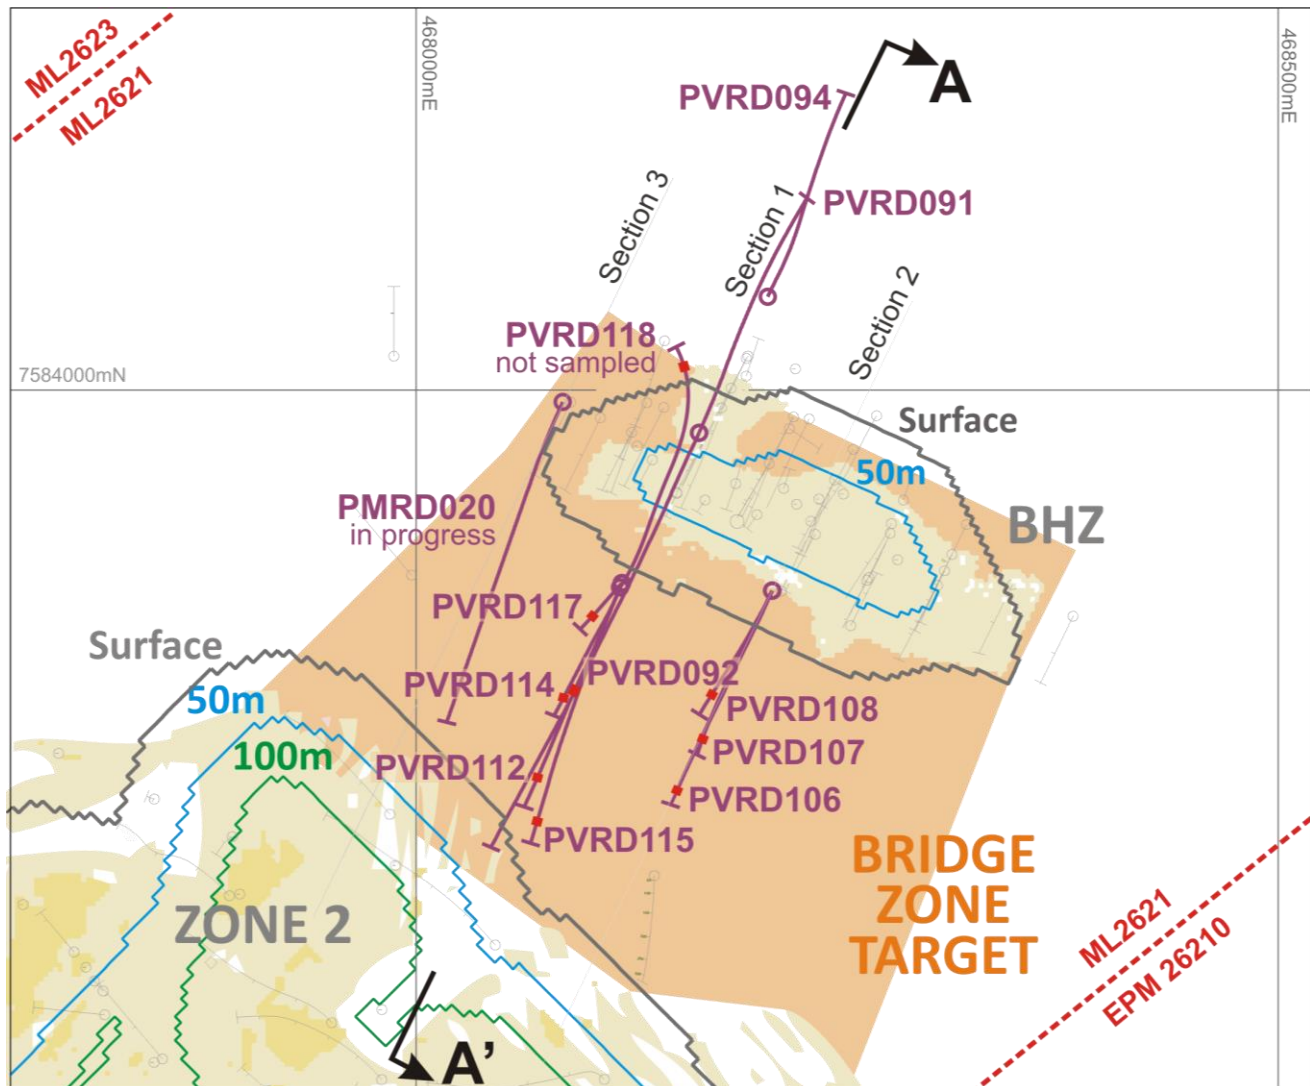 ML2623
ML2621
468000mE
468500mE
A
PVRD094
PVRD091
Section 3
Section 1
Section 2
PVRD118
not sampled
7584000mN
Surface
50m
BHZ
PMRD020
in progress
PVRD117
Surface
PVRD092
PVRD114
50m
PVRD108
100m
PVRD107
PVRD112
PVRD106
PVRD115
BRIDGE
ZONE
TARGET
ZONE 2
ML2621
EPM 26210
A’